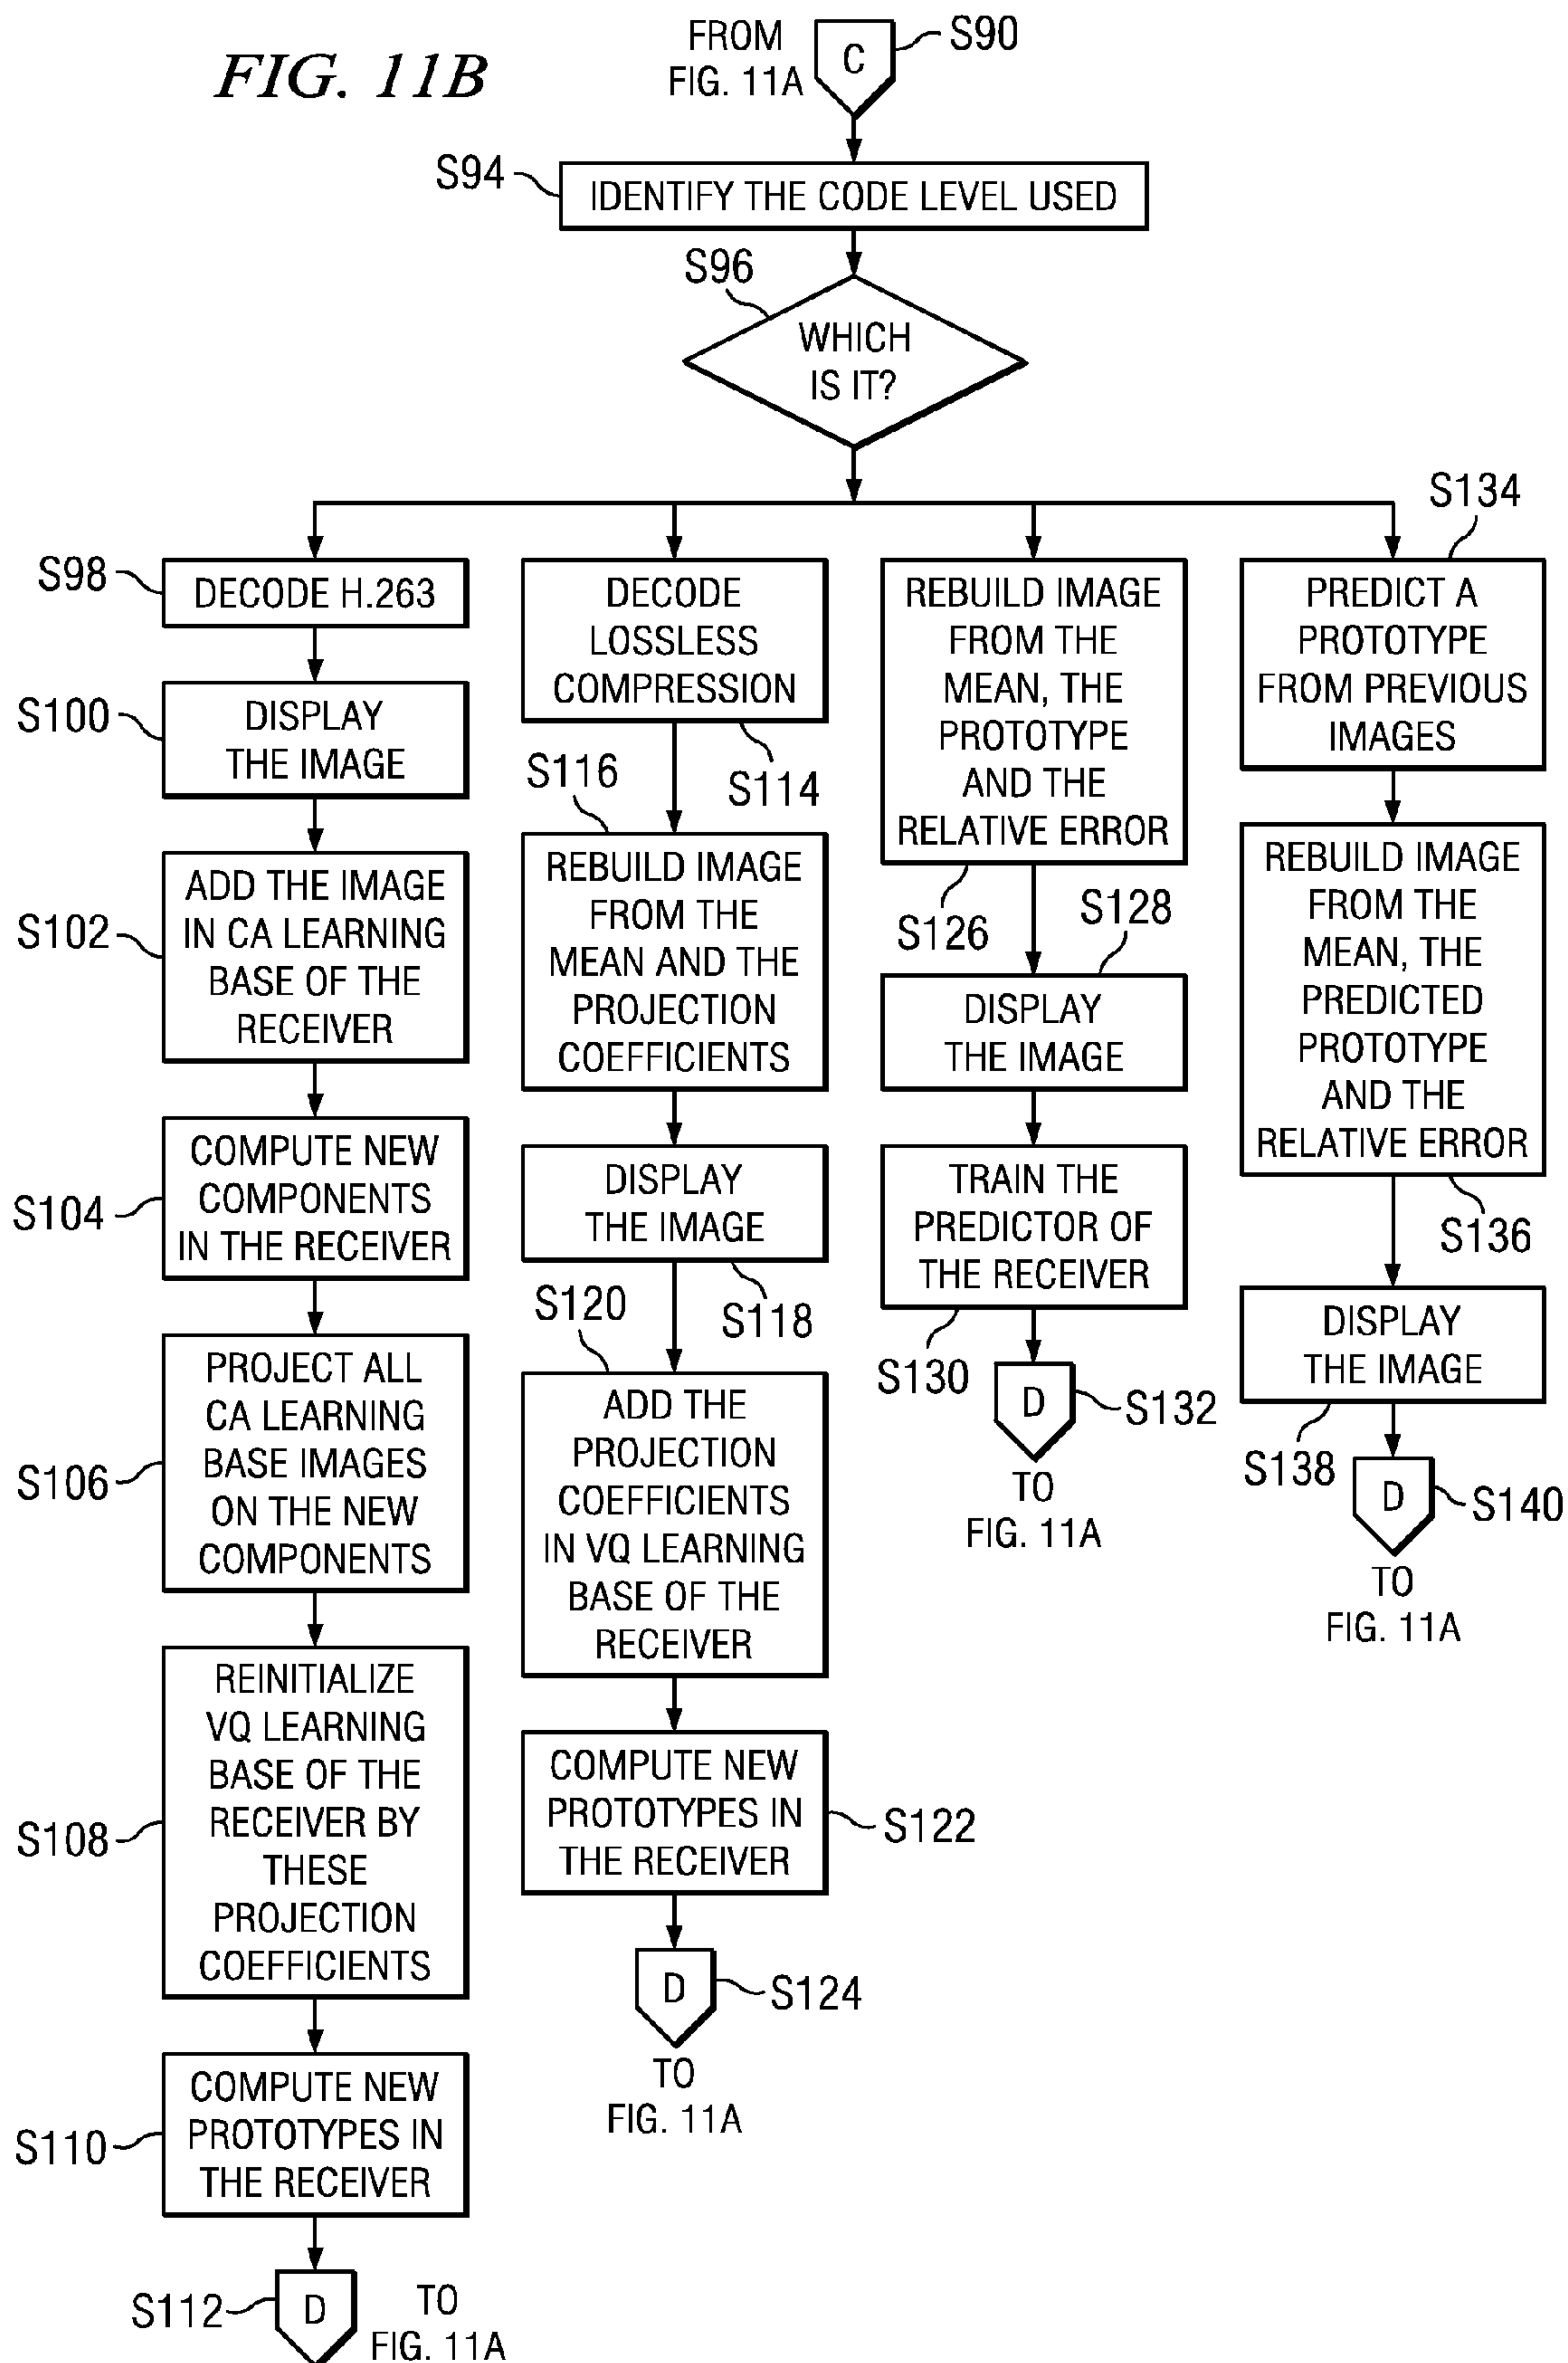 FIG. 11B
FROM
FIG. 11A
C
S90
S94
IDENTIFY THE CODE LEVEL USED
S96
WHICH
IS IT?
S98
DECODE H.263
S100
DISPLAY
THE IMAGE
S102
ADD THE IMAGE
IN CA LEARNING
BASE OF THE
RECEIVER
S104
COMPUTE NEW
COMPONENTS
IN THE RECEIVER
S106
PROJECT ALL
CA LEARNING
BASE IMAGES
ON THE NEW
COMPONENTS
S108
REINITIALIZE
VQ LEARNING
BASE OF THE
RECEIVER BY
THESE
PROJECTION
COEFFICIENTS
S110
COMPUTE NEW
PROTOTYPES IN
THE RECEIVER
S112
D
TO
FIG. 11A
DECODE
LOSSLESS
COMPRESSION
S114
S116
REBUILD IMAGE
FROM THE
MEAN AND THE
PROJECTION
COEFFICIENTS
DISPLAY
THE IMAGE
S118
S120
ADD THE
PROJECTION
COEFFICIENTS
IN VQ LEARNING
BASE OF THE
RECEIVER
COMPUTE NEW
PROTOTYPES IN
THE RECEIVER
S122
D
S124
TO
FIG. 11A
REBUILD IMAGE
FROM THE
MEAN, THE
PROTOTYPE
AND THE
RELATIVE ERROR
S126
S128
DISPLAY
THE IMAGE
TRAIN THE
PREDICTOR OF
THE RECEIVER
S130
D
S132
TO
FIG. 11A
S134
PREDICT A
PROTOTYPE
FROM PREVIOUS
IMAGES
REBUILD IMAGE
FROM THE
MEAN, THE
PREDICTED
PROTOTYPE
AND THE
RELATIVE ERROR
S136
DISPLAY
THE IMAGE
S138
D
S140
TO
FIG. 11A